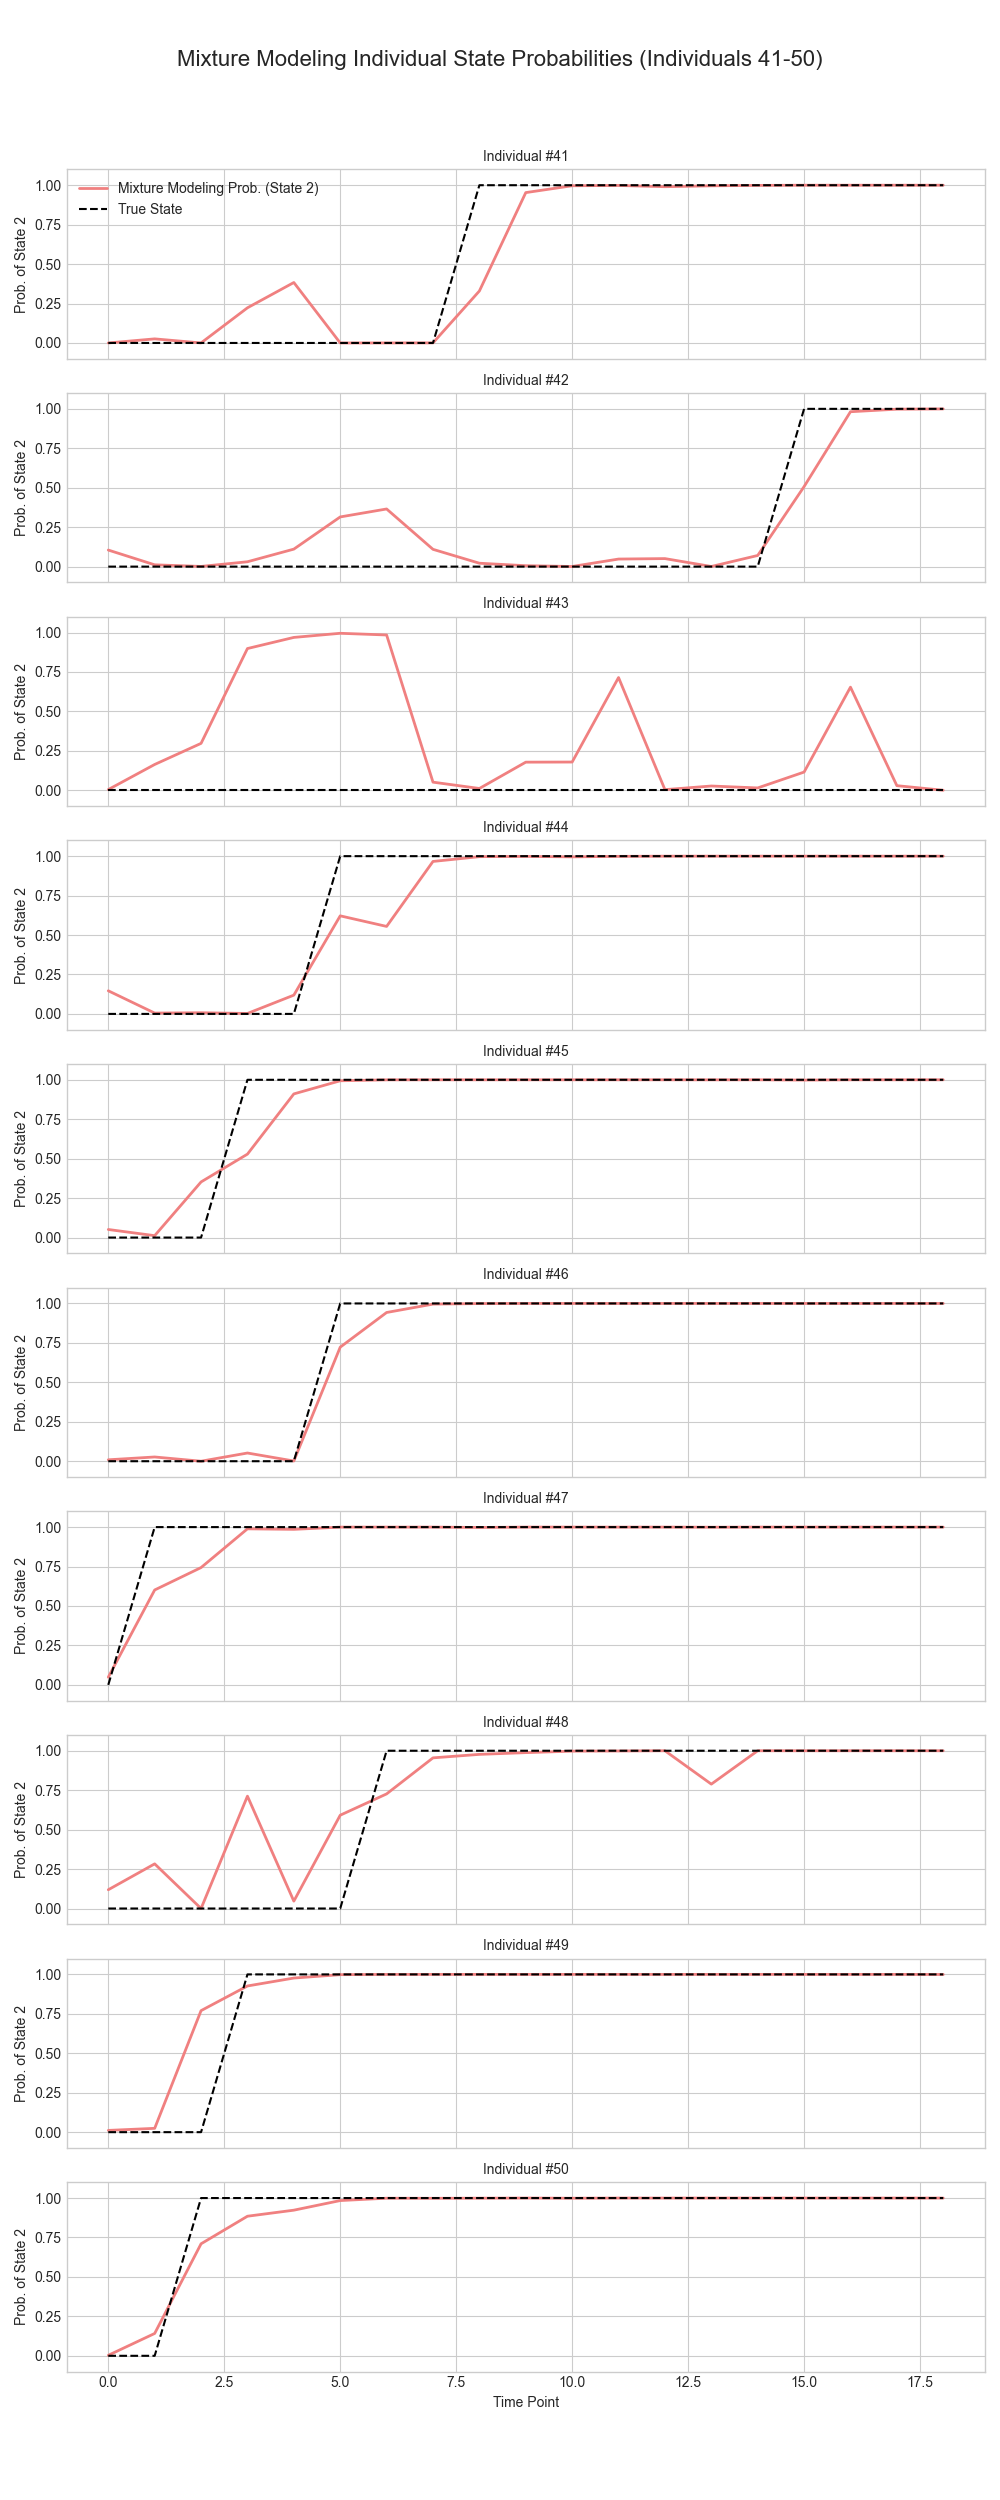 Mixture Modeling Individual State Probabilities (Individuals 41-50)
Individual #41
Mixture Modeling Prob. (State 2)
True State
1.00
0.75
0.50
0.25
0.00
Prob. of State 2
Individual #42
1.00
0.75
0.50
0.25
0.00
Prob. of State 2
Individual #43
1.00
0.75
0.50
0.25
0.00
Prob. of State 2
Individual #44
1.00
0.75
0.50
0.25
0.00
Prob. of State 2
Individual #45
1.00
0.75
0.50
0.25
0.00
Prob. of State 2
Individual #46
1.00
0.75
0.50
0.25
0.00
Prob. of State 2
Individual #47
1.00
0.75
0.50
0.25
0.00
Prob. of State 2
Individual #48
1.00
0.75
0.50
0.25
0.00
Prob. of State 2
Individual #49
1.00
0.75
0.50
0.25
0.00
Prob. of State 2
Individual #50
1.00
0.75
0.50
0.25
0.00
Prob. of State 2
0.0 2.5 5.0 7.5 10.0 12.5 15.0 17.5
Time Point